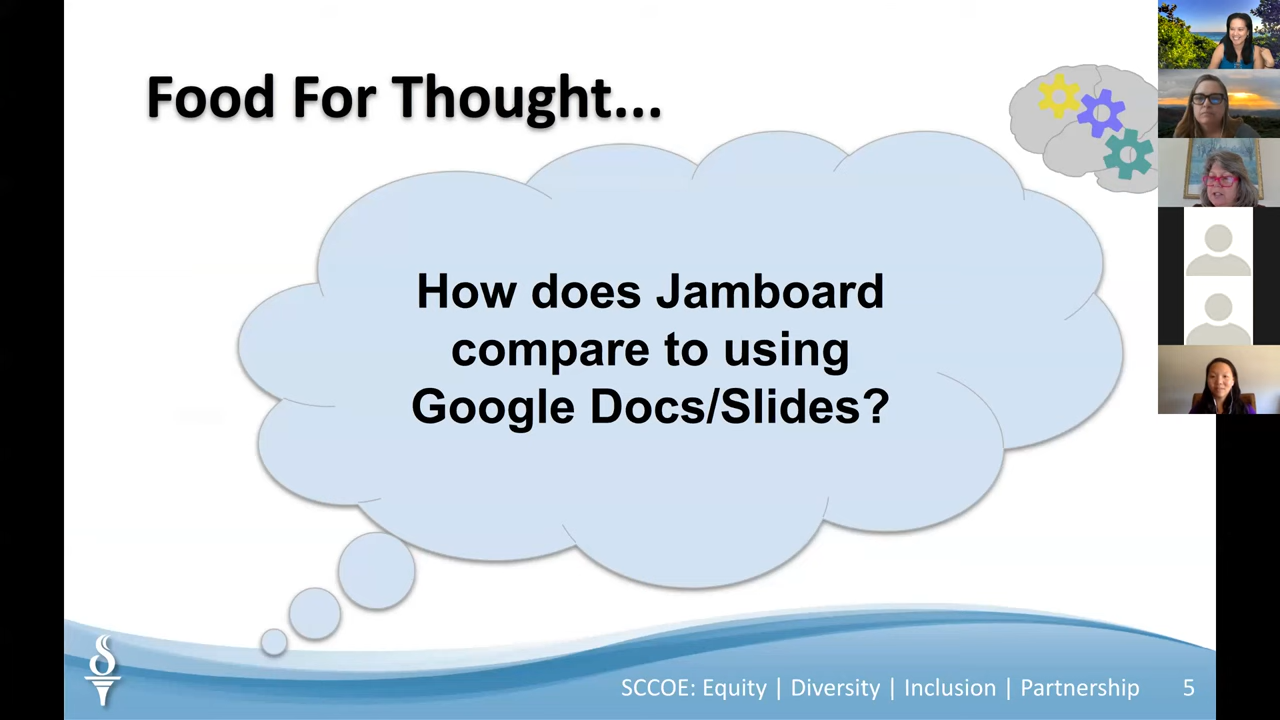 Food For Thought...
How does Jamboard
compare to using
Google Docs/Slides?
SCCOE: Equity | Diversity | Inclusion | Partnership
5